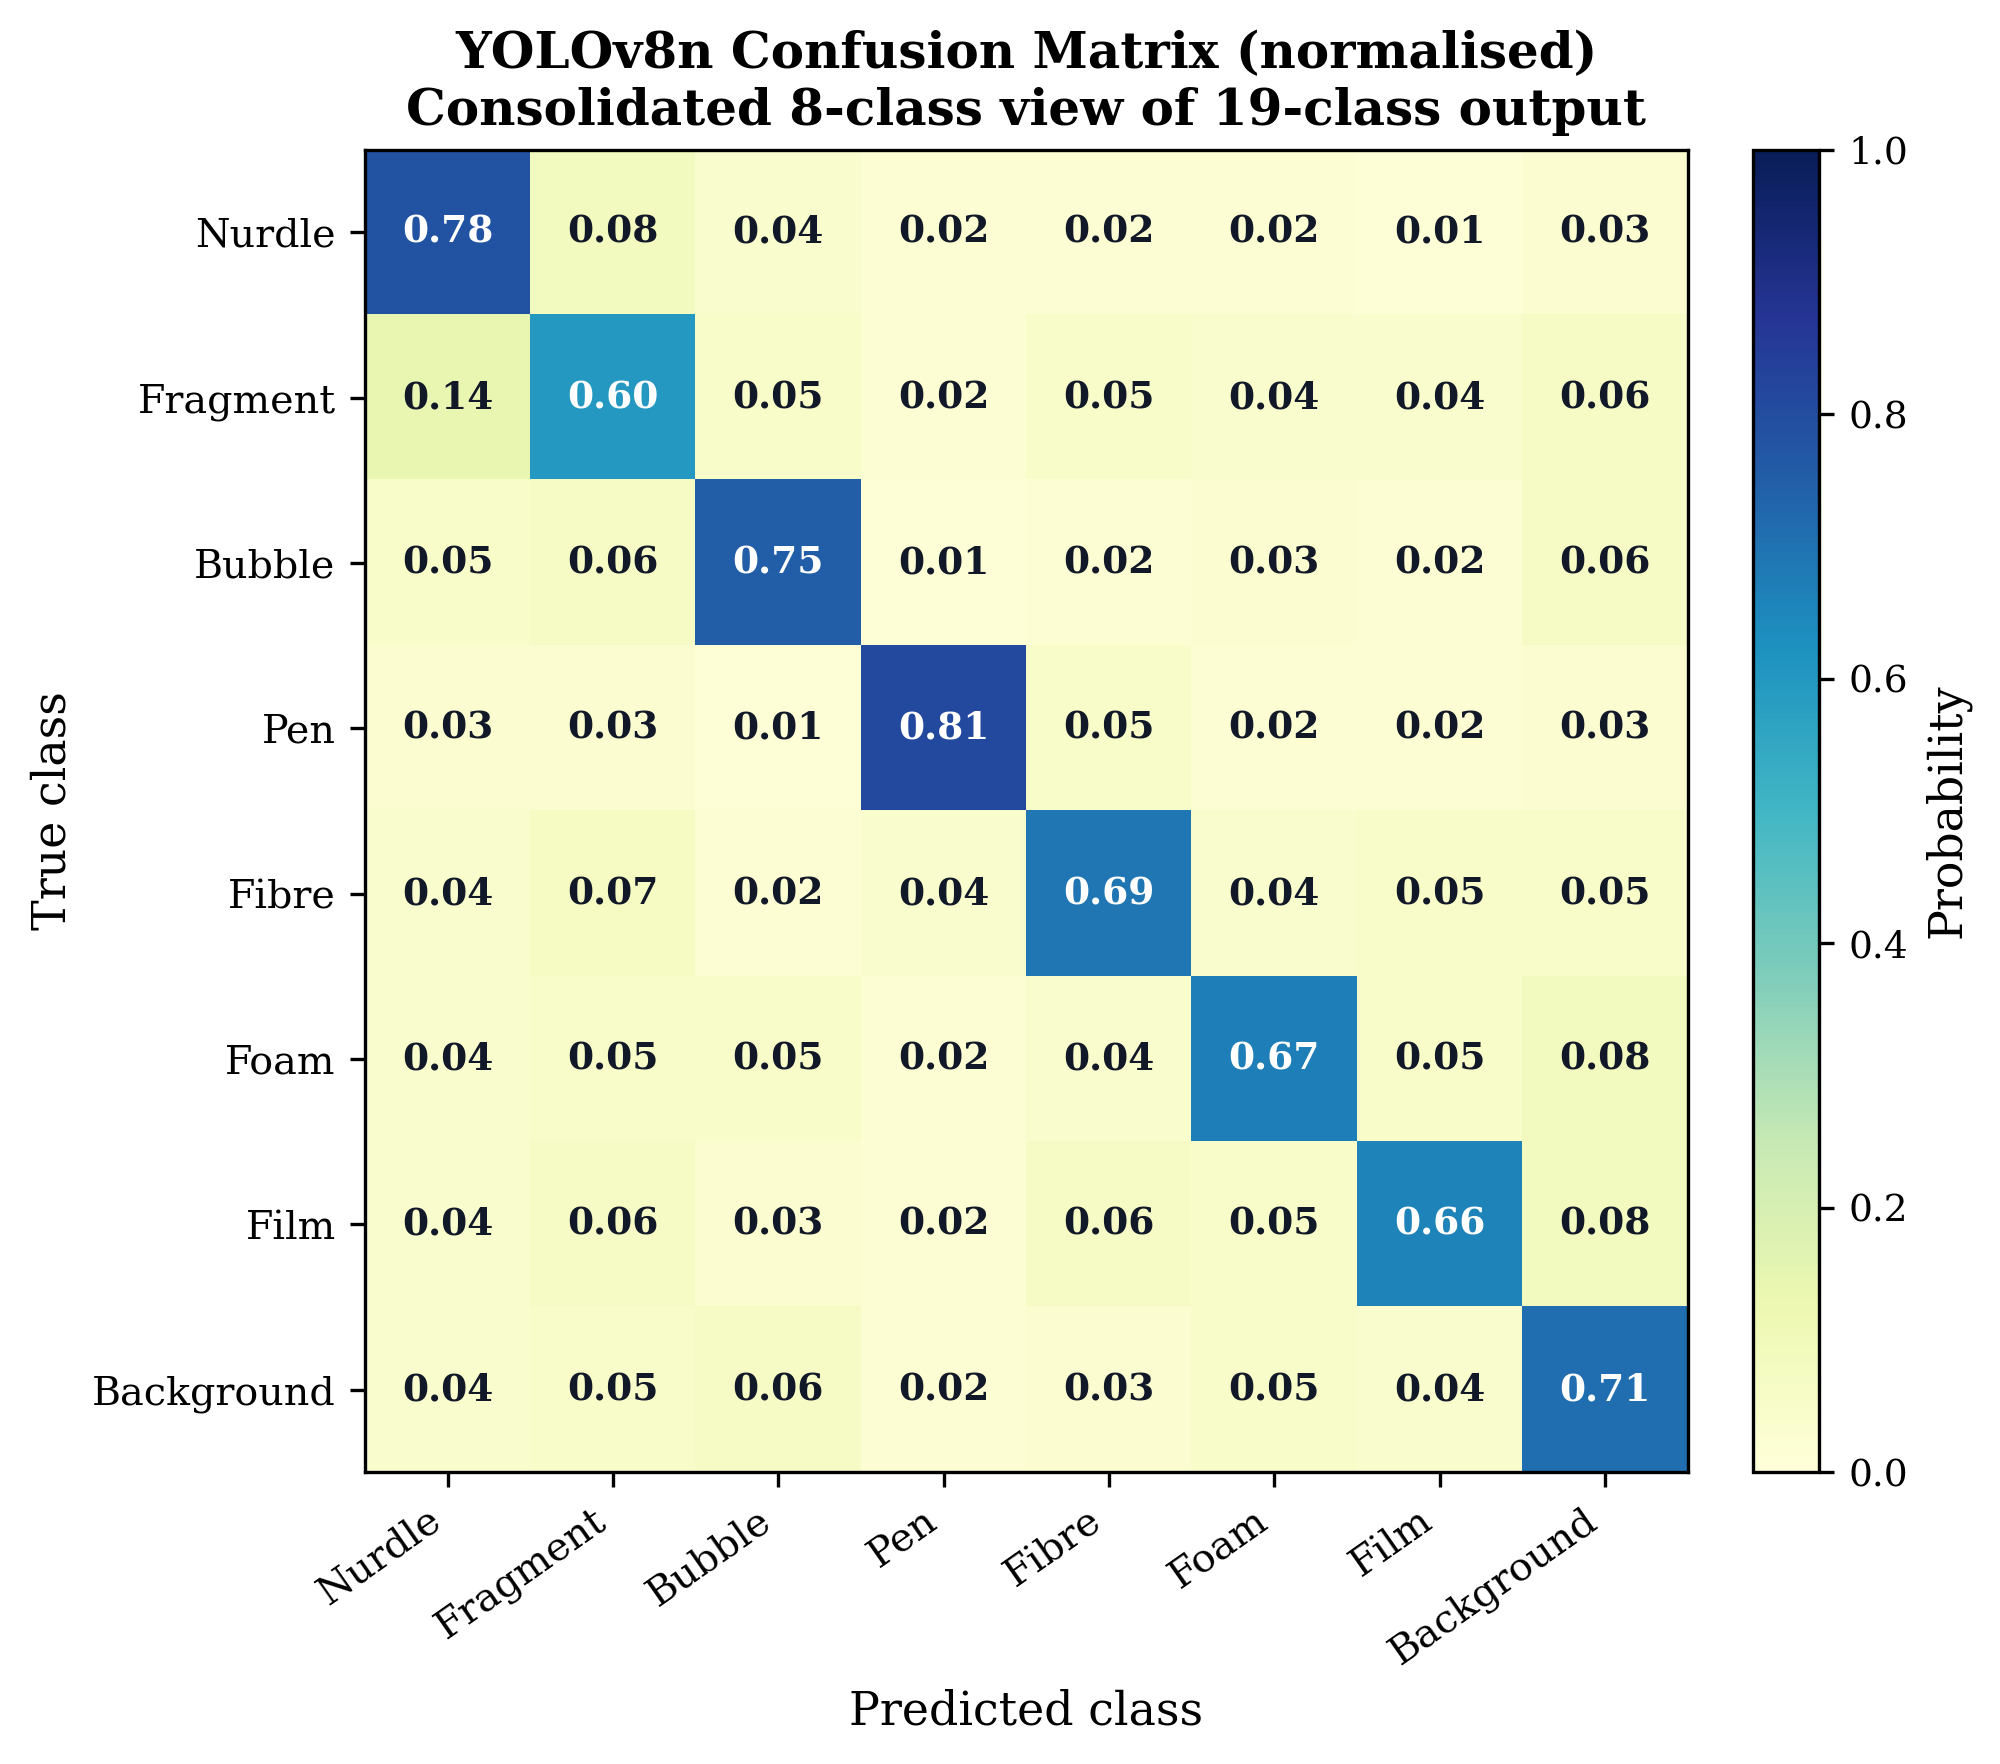 YOLOv8n Confusion Matrix (normalised)
Consolidated 8-class view of 19-class output
True class
Nurdle 0.78 0.08 0.04 0.02 0.02 0.02 0.01 0.03
Fragment 0.14 0.60 0.05 0.02 0.05 0.04 0.04 0.06
Bubble 0.05 0.06 0.75 0.01 0.02 0.03 0.02 0.06
Pen 0.03 0.03 0.01 0.81 0.05 0.02 0.02 0.03
Fibre 0.04 0.07 0.02 0.04 0.69 0.04 0.05 0.05
Foam 0.04 0.05 0.05 0.02 0.04 0.67 0.05 0.08
Film 0.04 0.06 0.03 0.02 0.06 0.05 0.66 0.08
Background 0.04 0.05 0.06 0.02 0.03 0.05 0.04 0.71
Nurdle Fragment Bubble Pen Fibre Foam Film Background
Predicted class
1.0
0.8
0.6
0.4
0.2
0.0
Probability